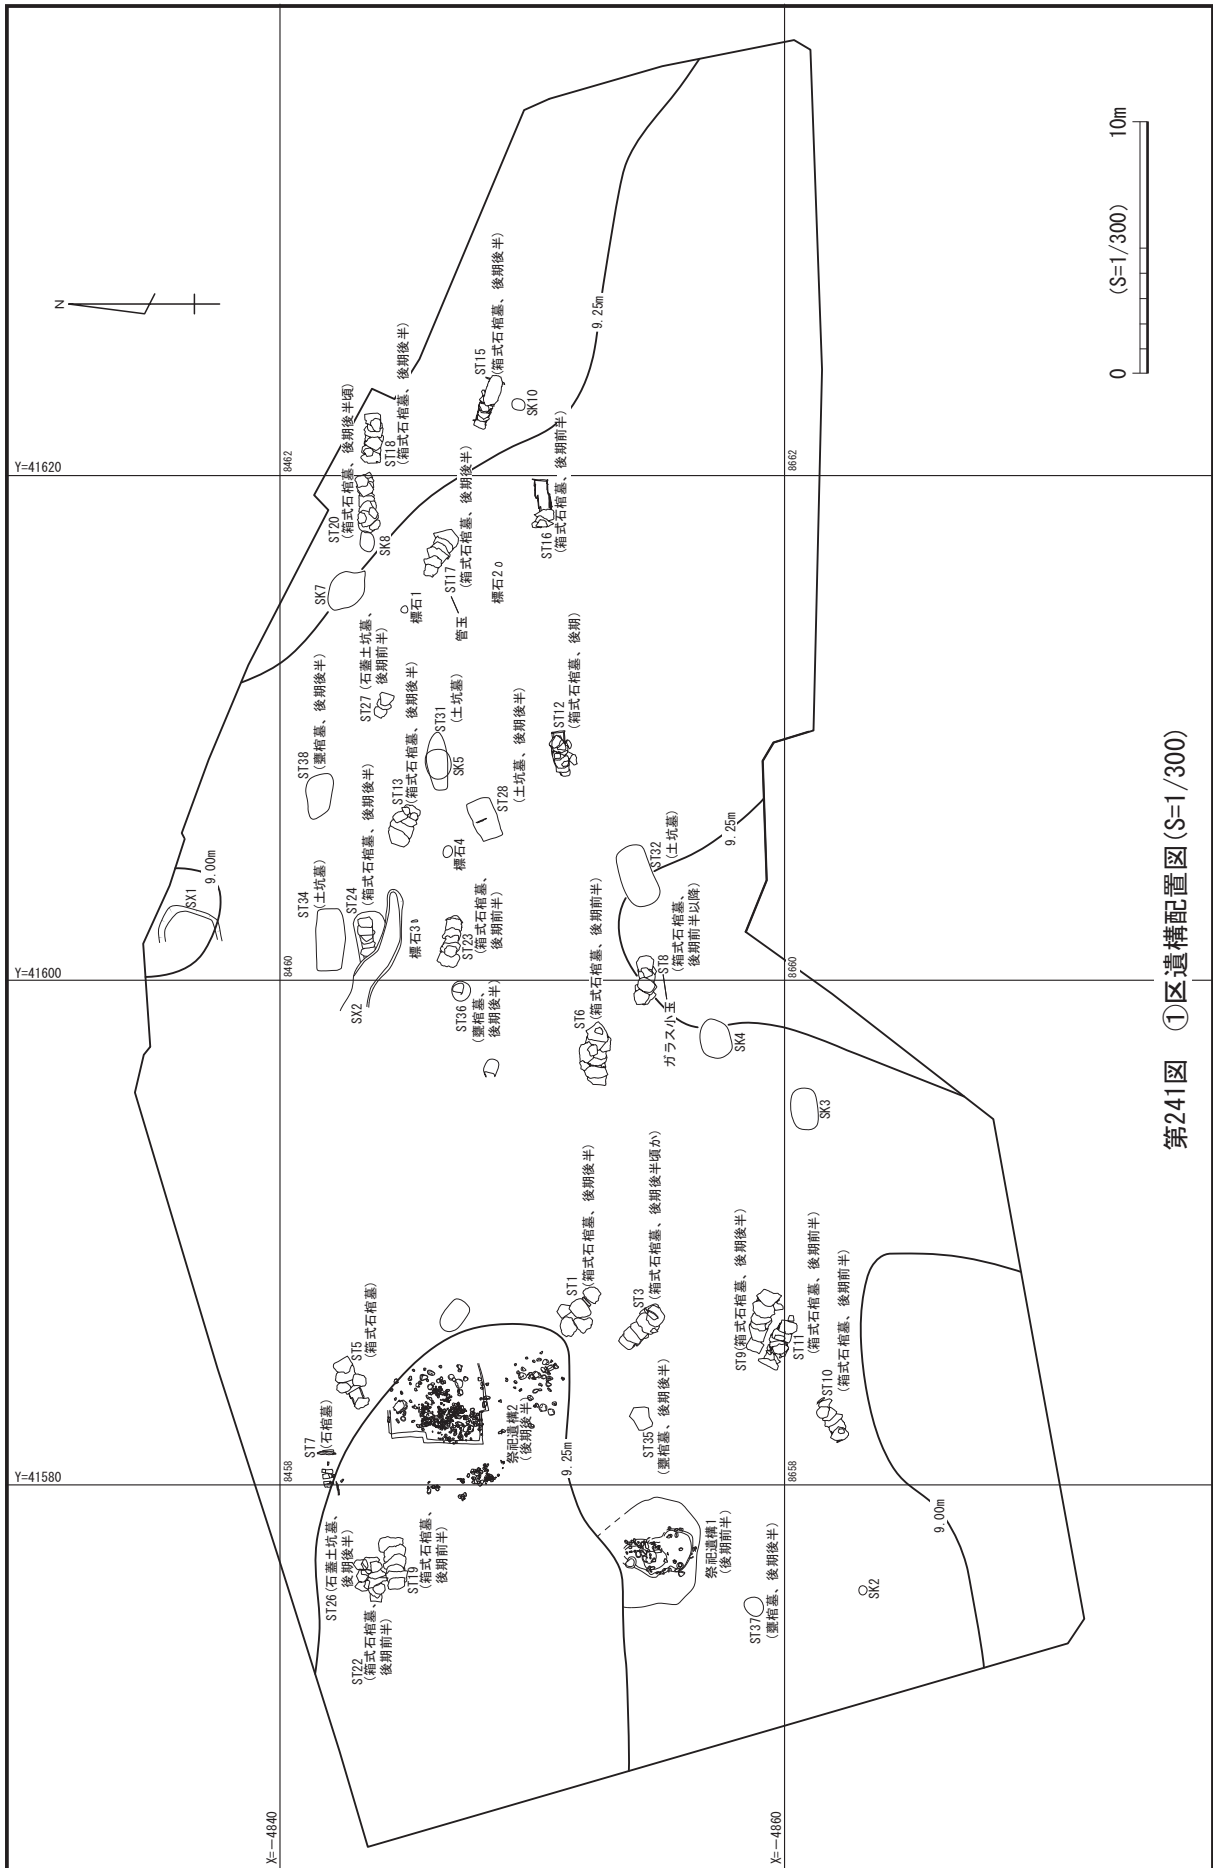 N
Y=41620
Y=41600
Y=41580
X=－4840
X=－4860
8462
8662
8460
8660
8458
8658
(S=1/300)
0
10m
9.25m
ST15
(箱式石棺墓、後期後半)
SK10
ST18
(箱式石棺墓、後期後半)
ST20
(箱式石棺墓、後期後半頃)
SK8
SK7
ST16
(箱式石棺墓、後期前半)
ST17
(箱式石棺墓、後期後半)
管玉
標石1
標石2
ST27(石蓋土坑墓、
後期前半)
ST38
(甕棺墓、後期後半)
ST13
(箱式石棺墓、後期後半)
ST31
(土坑墓)
SK5
ST12
(箱式石棺墓、後期)
ST28
(土坑墓、後期後半)
標石4
SX1
9.00m
ST34
(土坑墓)
ST24
(箱式石棺墓、後期後半)
SX2
標石3
ST23
(箱式石棺墓、
後期前半)
ST36
(甕棺墓、
後期後半)
ST32
(土坑墓)
9.25m
ST6
(箱式石棺墓、後期前半)
ST8
(箱式石棺墓、
後期前半以降)
ガラス小玉
SK4
SK3
ST1
(箱式石棺墓、後期後半)
ST3
(箱式石棺墓、後期後半頃か)
ST5
(箱式石棺墓)
ST7
(石棺墓)
祭祀遺構2
(後期後半)
9.25m
ST9(箱式石棺墓、後期後半)
ST11
(箱式石棺墓、後期前半)
ST10
(箱式石棺墓、後期前半)
ST35
(甕棺墓、後期後半)
ST26(石蓋土坑墓、
後期後半)
ST19
(箱式石棺墓、
後期前半)
ST22
(箱式石棺墓、
後期前半)
祭祀遺構1
(後期前半)
ST37
(甕棺墓、後期後半)
SK2
9.00m
第241図　①区遺構配置図(S=1/300)